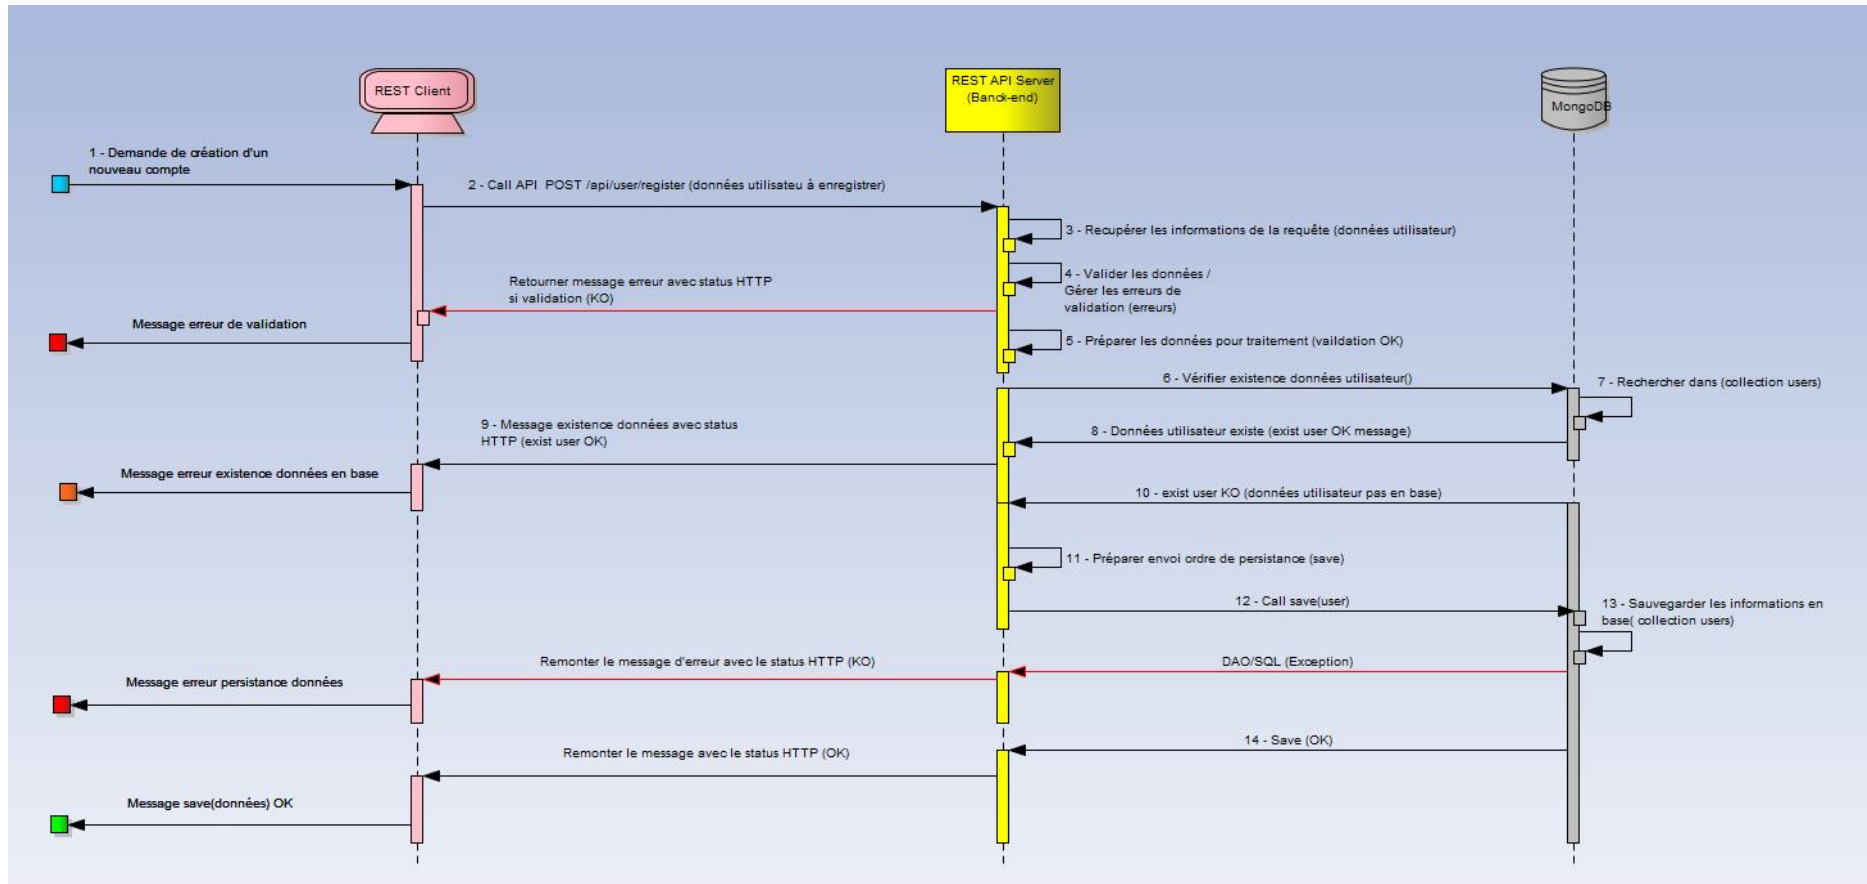 REST Client
REST API Server
(Banck-end)
MongoDB
1 - Demande de création d'un
nouveau compte
2 - Call API  POST /api/user/register (données utilisateu à enregistrer)
3 - Recupérer les informations de la requête (données utilisateur)
4 - Valider les données /
Gérer les erreurs de
validation (erreurs)
Retourner message erreur avec status HTTP
si validation (KO)
Message erreur de validation
5 - Préparer les données pour traitement (vaildation OK)
6 - Vérifier existence données utilisateur()
7 - Rechercher dans (collection users)
8 - Données utilisateur existe (exist user OK message)
9 - Message existence données avec status
HTTP (exist user OK)
Message erreur existence données en base
10 - exist user KO (données utilisateur pas en base)
11 - Préparer envoi ordre de persistance (save)
12 - Call save(user)
13 - Sauvegarder les informations en
base( collection users)
DAO/SQL (Exception)
Remonter le message d'erreur avec le status HTTP (KO)
Message erreur persistance données
14 - Save (OK)
Remonter le message avec le status HTTP (OK)
Message save(données) OK